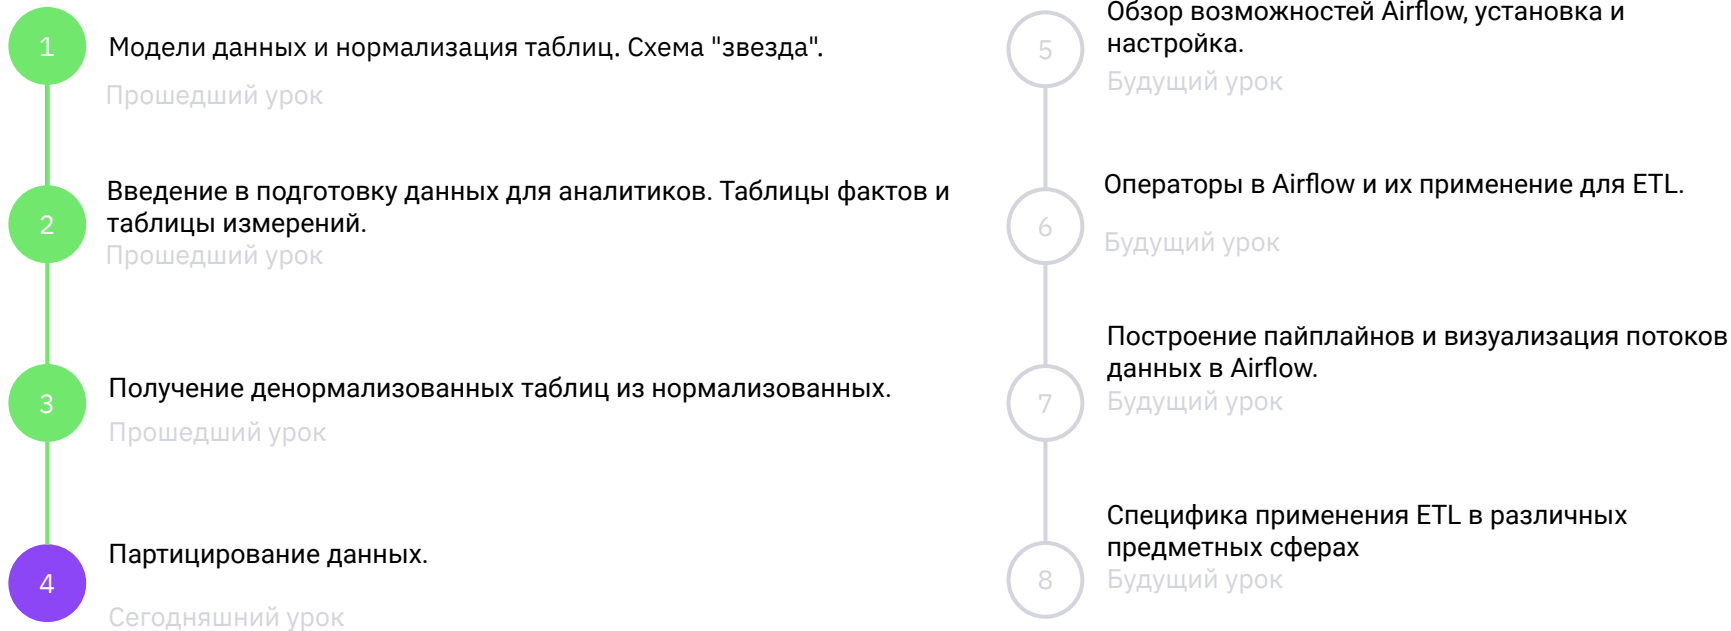 1
Модели данных и нормализация таблиц. Схема "звезда".
Прошедший урок
2
Введение в подготовку данных для аналитиков. Таблицы фактов и
таблицы измерений.
Прошедший урок
3
Получение денормализованных таблиц из нормализованных.
Прошедший урок
4
Партицирование данных.
Сегодняшний урок
5
Обзор возможностей Airflow, установка и
настройка.
Будущий урок
6
Операторы в Airflow и их применение для ETL.
Будущий урок
7
Построение пайплайнов и визуализация потоков
данных в Airflow.
Будущий урок
8
Специфика применения ETL в различных
предметных сферах
Будущий урок